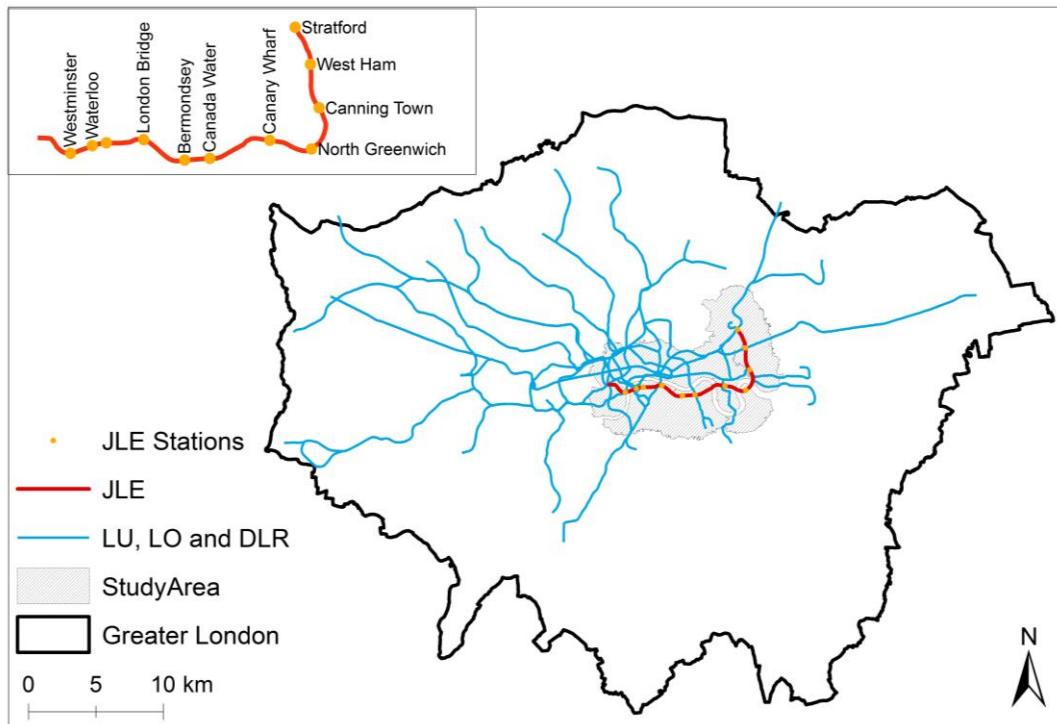 Westminster
Waterloo
London Bridge
Bermondsey
Canada Water
Canary Wharf
Stratford
West Ham
Canning Town
North Greenwich
JLE Stations
JLE
LU, LO and DLR
StudyArea
Greater London
0 5 10 km
N